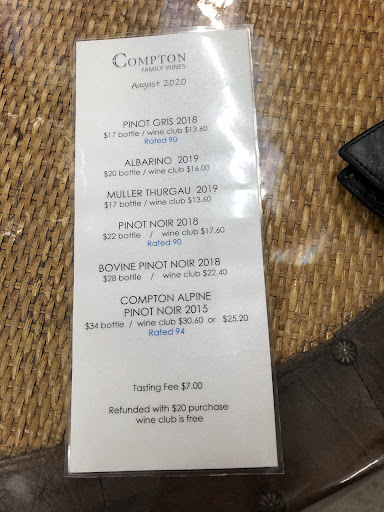 COMPTON
FAMILY WINES
August 2020
PINOT GRIS 2018
$17 bottle / wine club $13.60
Rated 90
ALBARINO 2019
$20 bottle / wine club $16.00
MULLER THURGAU 2019
$17 bottle / wine club $13.60
PINOT NOIR 2018
$22 bottle / wine club $17.60
Rated 90
BOVINE PINOT NOIR 2018
$28 bottle / wine club $22.40
COMPTON ALPINE
PINOT NOIR 2015
$34 bottle / wine club $30.60 or $25.20
Rated 94
Tasting Fee $7.00
Refunded with $20 purchase
wine club is free